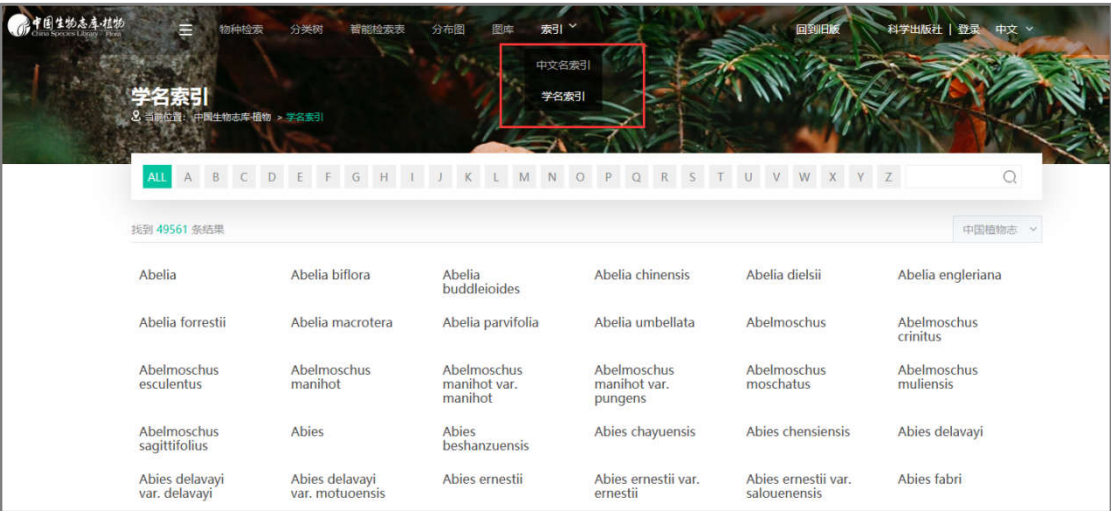 中国生物志库·植物
China Species Library / Flora
物种检索 分类树 智能检索表 分布图 图库 索引 回到旧版 科学出版社 | 登录 中文
中文名索引
学名索引
学名索引
当前位置: 中国生物志库·植物 > 学名索引
ALL A B C D E F G H I J K L M N O P Q R S T U V W X Y Z
找到 49561 条结果
中国植物志
Abelia Abelia biflora Abelia buddleioides Abelia chinensis Abelia dielsii Abelia engleriana
Abelia forrestii Abelia macrotera Abelia parvifolia Abelia umbellata Abelmoschus Abelmoschus crinitus
Abelmoschus esculentus Abelmoschus manihot Abelmoschus manihot var. manihot Abelmoschus manihot var. pungens Abelmoschus moschatus Abelmoschus muliensis
Abelmoschus sagittifolius Abies Abies beshanzuensis Abies chayuensis Abies chensiensis Abies delavayi
Abies delavayi var. delavayi Abies delavayi var. motuoensis Abies ernestii Abies ernestii var. ernestii Abies ernestii var. salouenensis Abies fabri